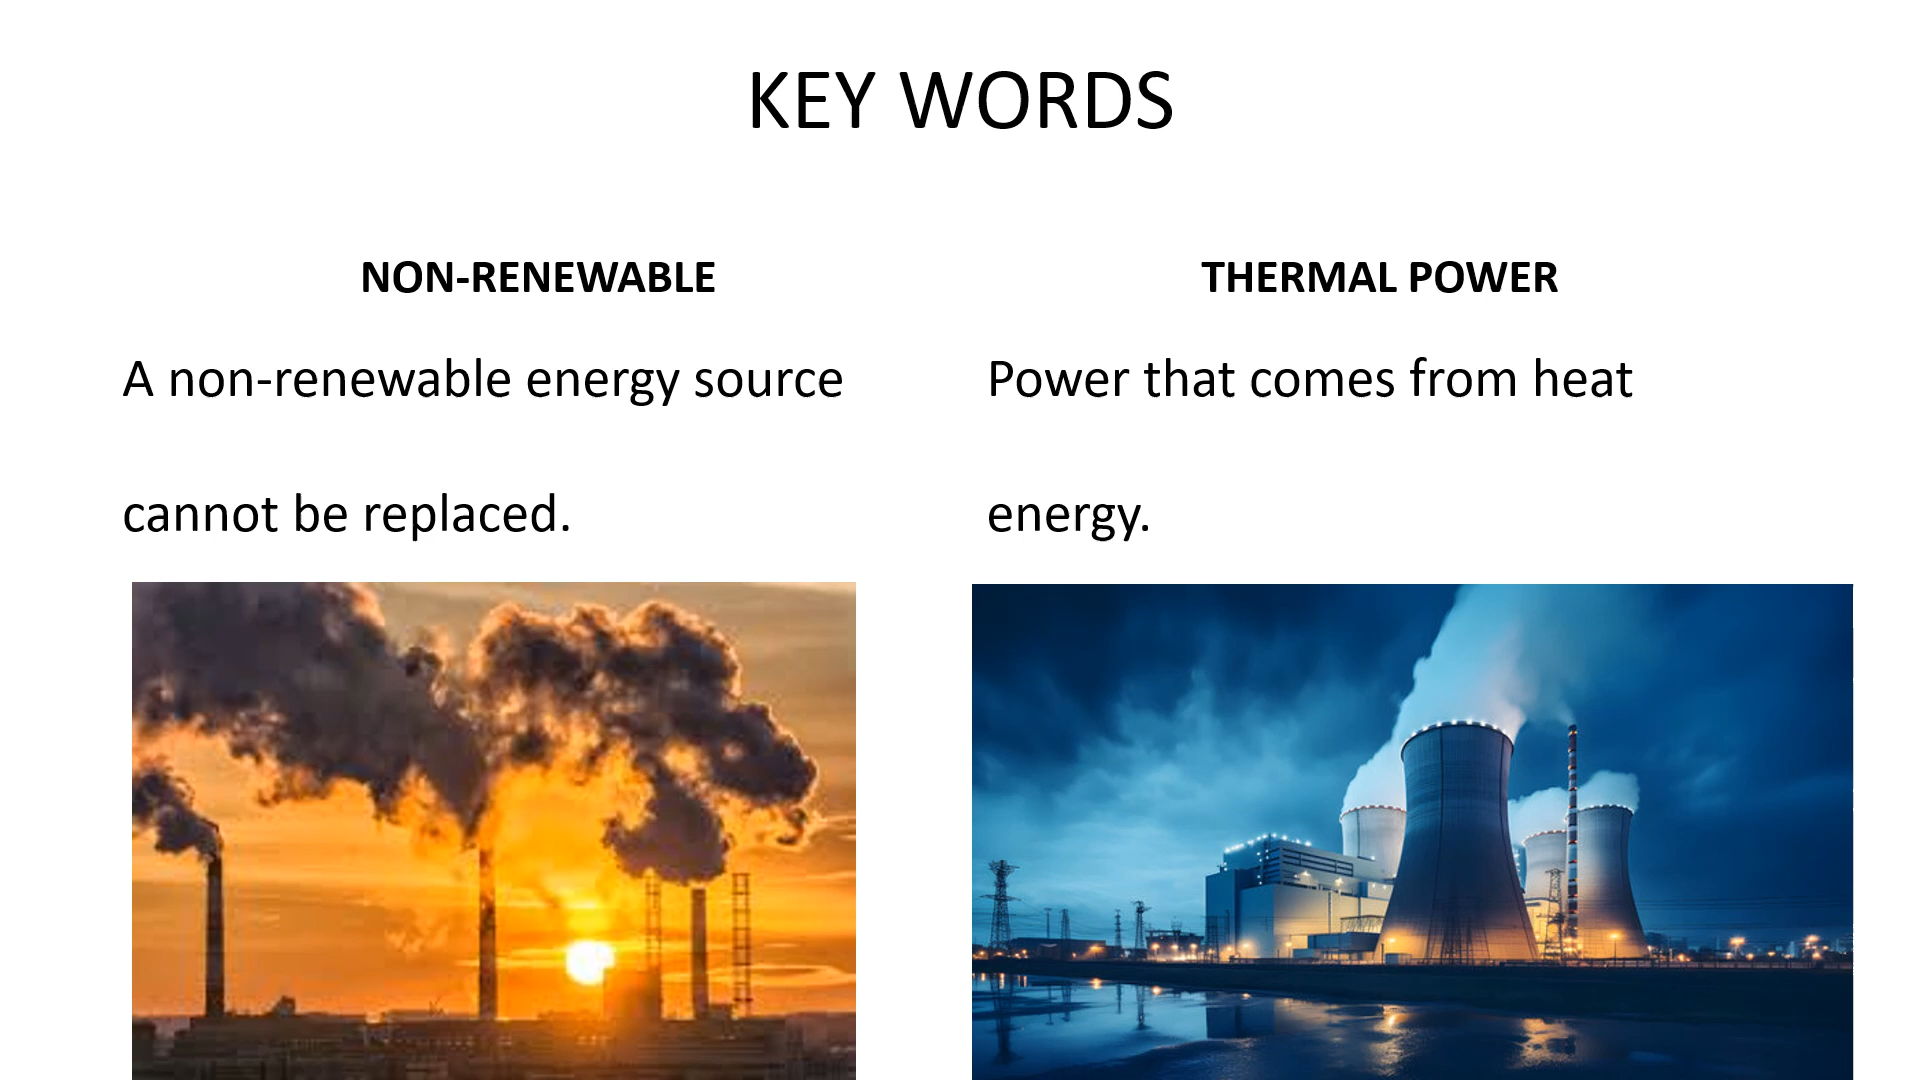 KEY WORDS
NON-RENEWABLE
A non-renewable energy source
cannot be replaced.
THERMAL POWER
Power that comes from heat
energy.